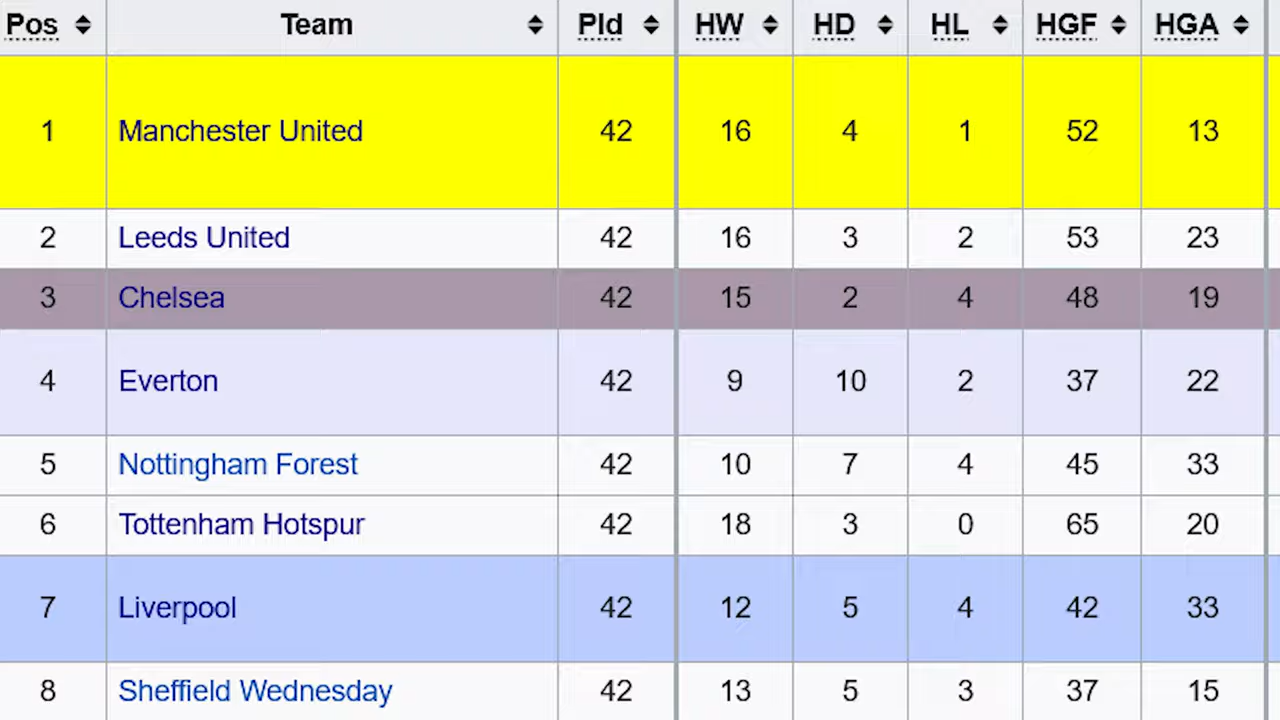 Pos Team Pld HW HD HL HGF HGA
1 Manchester United 42 16 4 1 52 13
2 Leeds United 42 16 3 2 53 23
3 Chelsea 42 15 2 4 48 19
4 Everton 42 9 10 2 37 22
5 Nottingham Forest 42 10 7 4 45 33
6 Tottenham Hotspur 42 18 3 0 65 20
7 Liverpool 42 12 5 4 42 33
8 Sheffield Wednesday 42 13 5 3 37 15